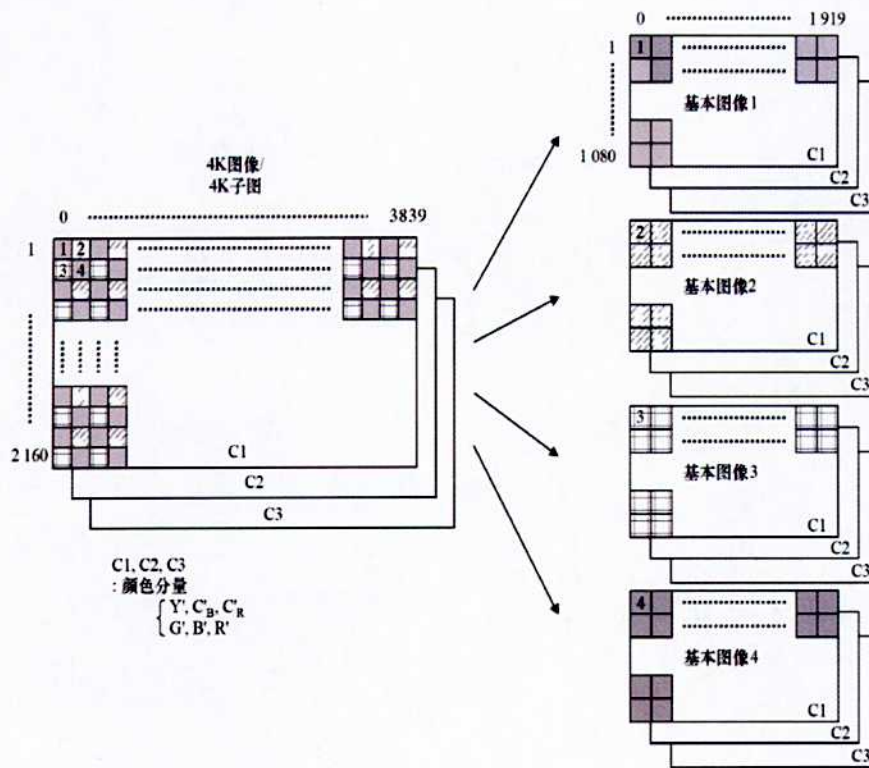 4K图像/
4K子图
0 3839
1
1 2
3 4
2 160
C1
C2
C3
C1, C2, C3
: 颜色分量
Y', C'B, C'R
G', B', R'
0 1 919
1
1
基本图像1
1 080
C1
C2
C3
2
基本图像2
C1
C2
C3
3
基本图像3
C1
C2
C3
4
基本图像4
C1
C2
C3